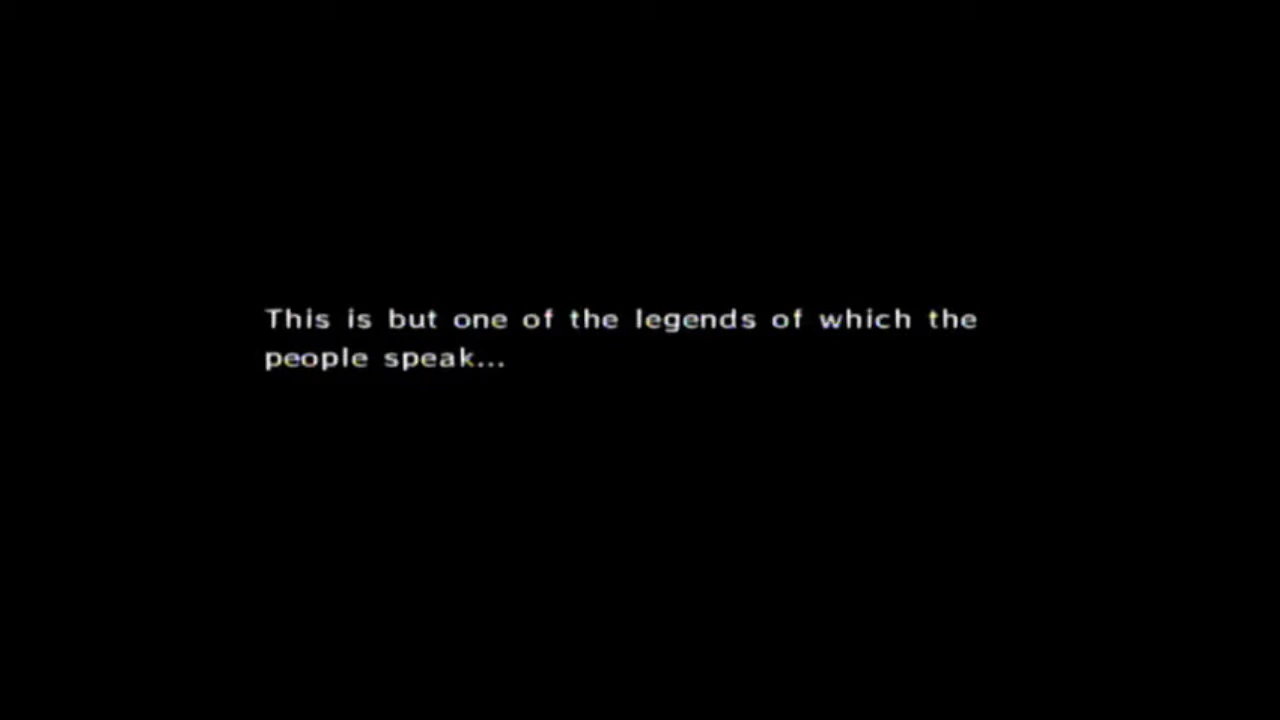 This is but one of the legends of which the
people speak...